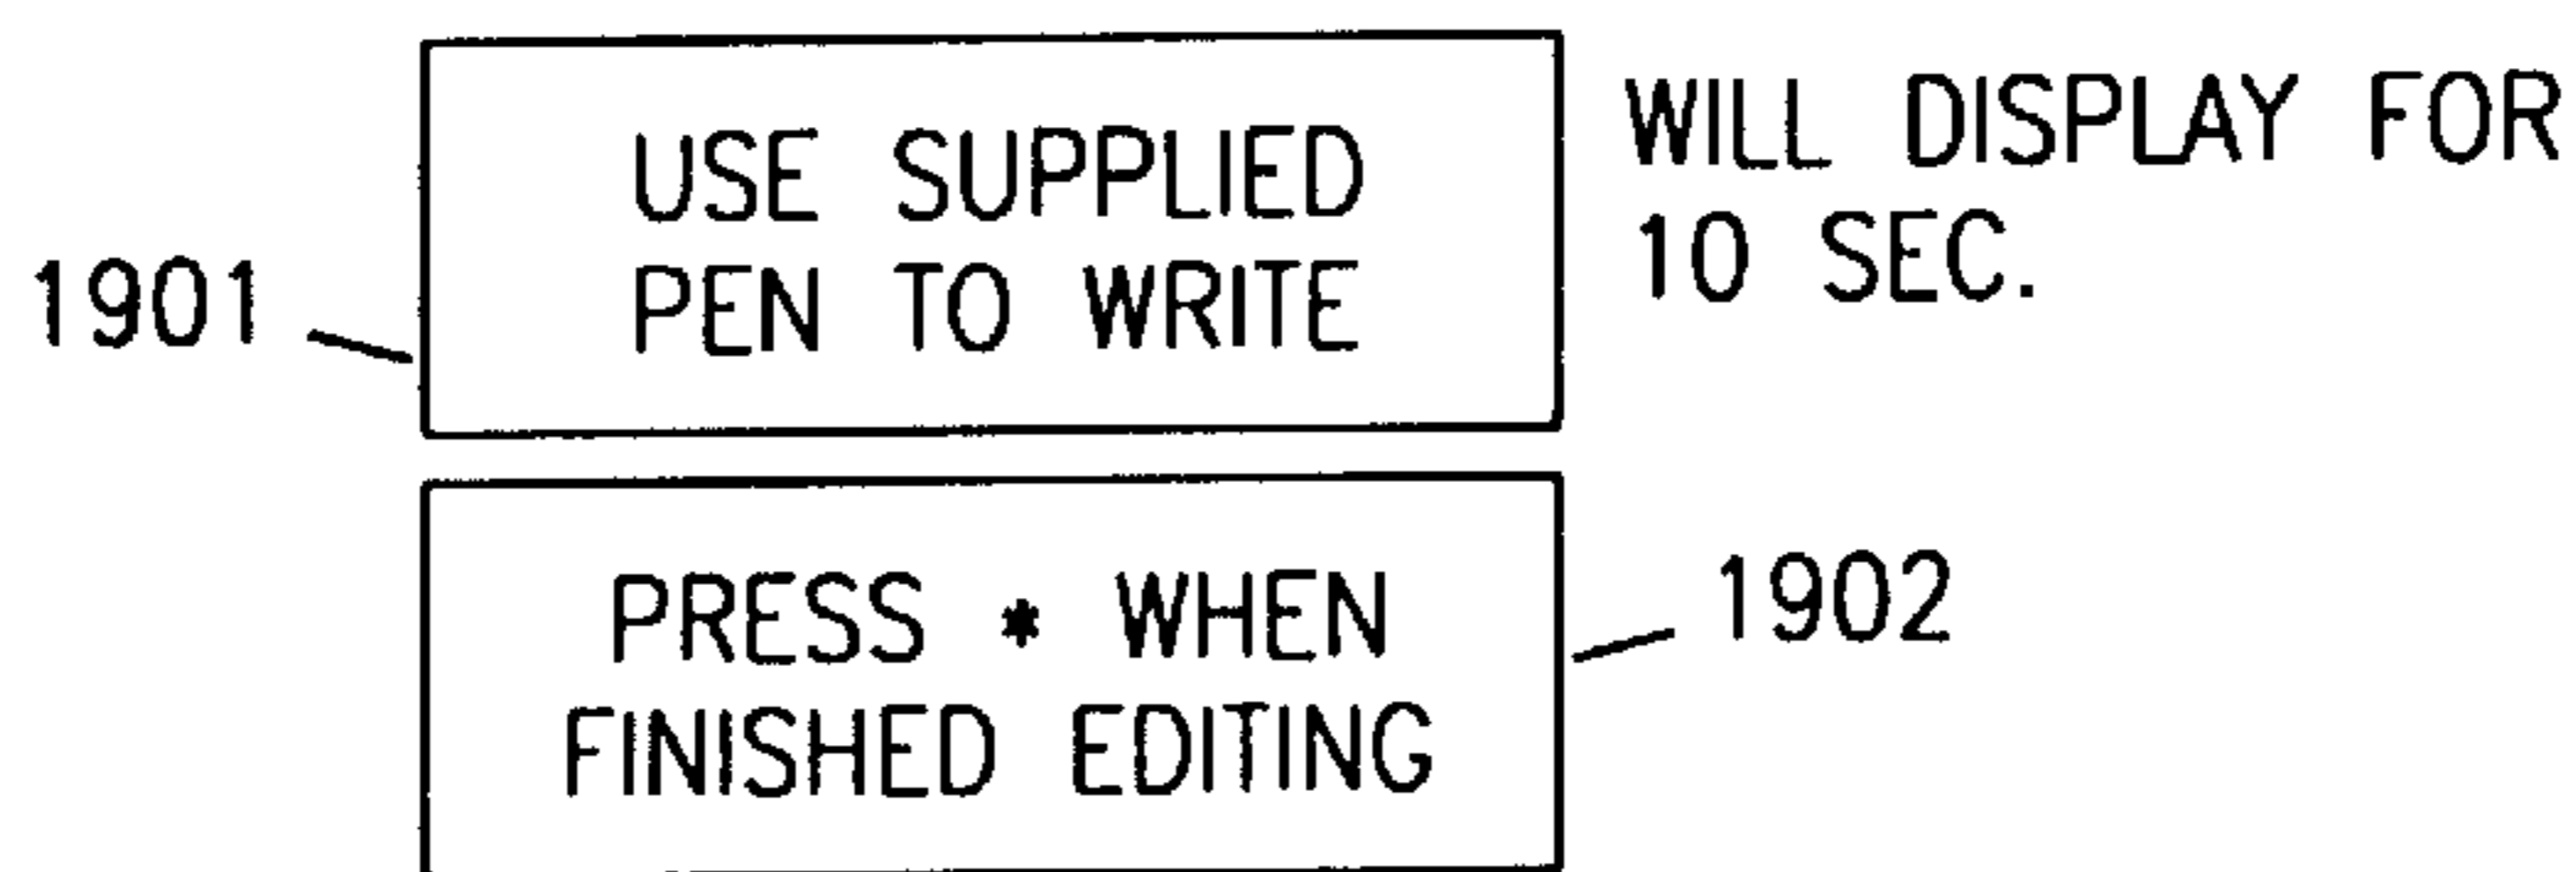 USE SUPPLIED
PEN TO WRITE
WILL DISPLAY FOR
10 SEC.
1901
PRESS * WHEN
FINISHED EDITING
1902